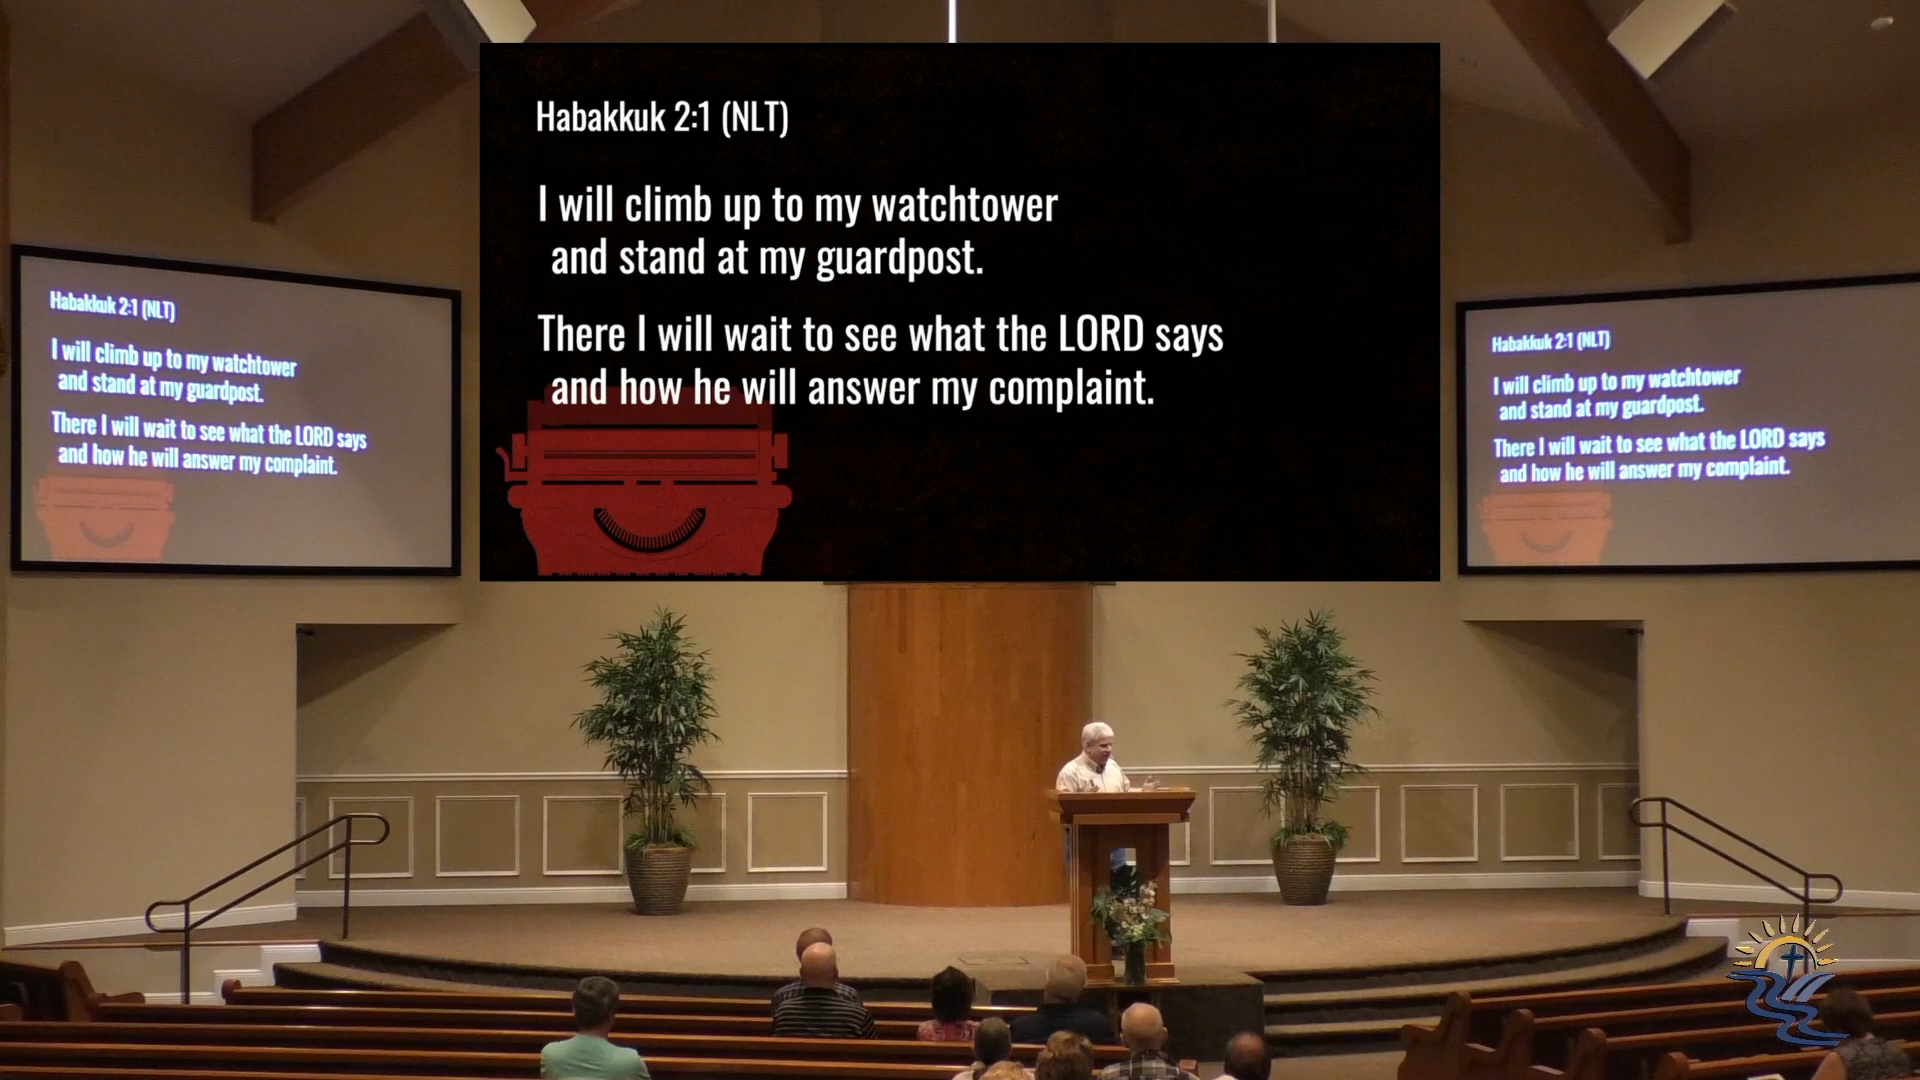 Habakkuk 2:1 (NLT)
I will climb up to my watchtower
and stand at my guardpost.
There I will wait to see what the LORD says
and how he will answer my complaint.
Habakkuk 2:1 (NLT)
I will climb up to my watchtower
and stand at my guardpost.
There I will wait to see what the LORD says
and how he will answer my complaint.
Habakkuk 2:1 (NLT)
I will climb up to my watchtower
and stand at my guardpost.
There I will wait to see what the LORD says
and how he will answer my complaint.